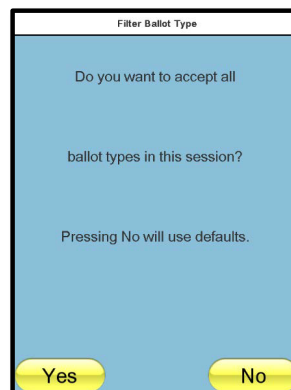 Filter Ballot Type
Do you want to accept all
ballot types in this session?
Pressing No will use defaults.
Yes No